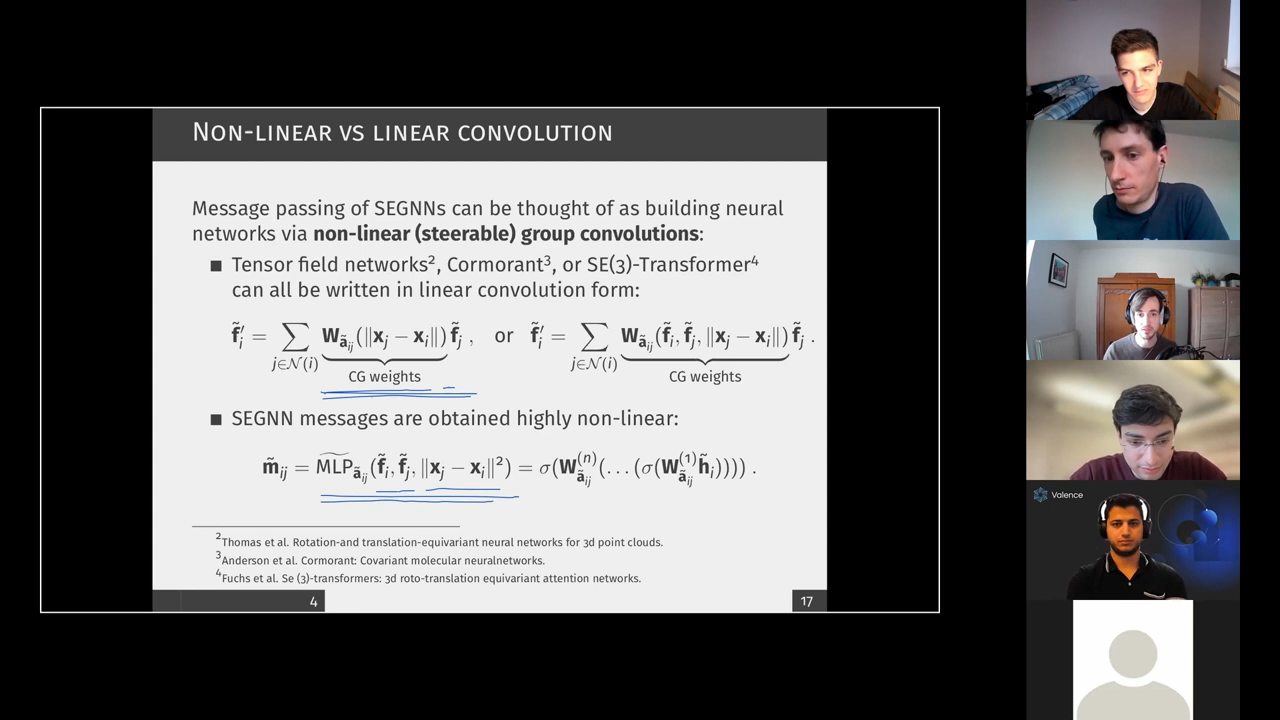 NON-LINEAR VS LINEAR CONVOLUTION
Message passing of SEGNNs can be thought of as building neural
networks via non-linear (steerable) group convolutions:
■ Tensor field networks², Cormorant³, or SE(3)-Transformer⁴
can all be written in linear convolution form:
f̃′ᵢ = ∑_{j∈N(i)} W_{ãᵢⱼ}(‖xⱼ − xᵢ‖) f̃ⱼ , or f̃′ᵢ = ∑_{j∈N(i)} W_{ãᵢⱼ}(f̃ᵢ, f̃ⱼ, ‖xⱼ − xᵢ‖) f̃ⱼ .
CG weights CG weights
■ SEGNN messages are obtained highly non-linear:
m̃ᵢⱼ = M͠LP_{ãᵢⱼ}(f̃ᵢ, f̃ⱼ, ‖xⱼ − xᵢ‖²) = σ(W^{(n)}_{ãᵢⱼ}(…(σ(W^{(1)}_{ãᵢⱼ}h̃ᵢ)))) .
²Thomas et al. Rotation-and translation-equivariant neural networks for 3d point clouds.
³Anderson et al. Cormorant: Covariant molecular neuralnetworks.
⁴Fuchs et al. Se (3)-transformers: 3d roto-translation equivariant attention networks.
4 17
Valence